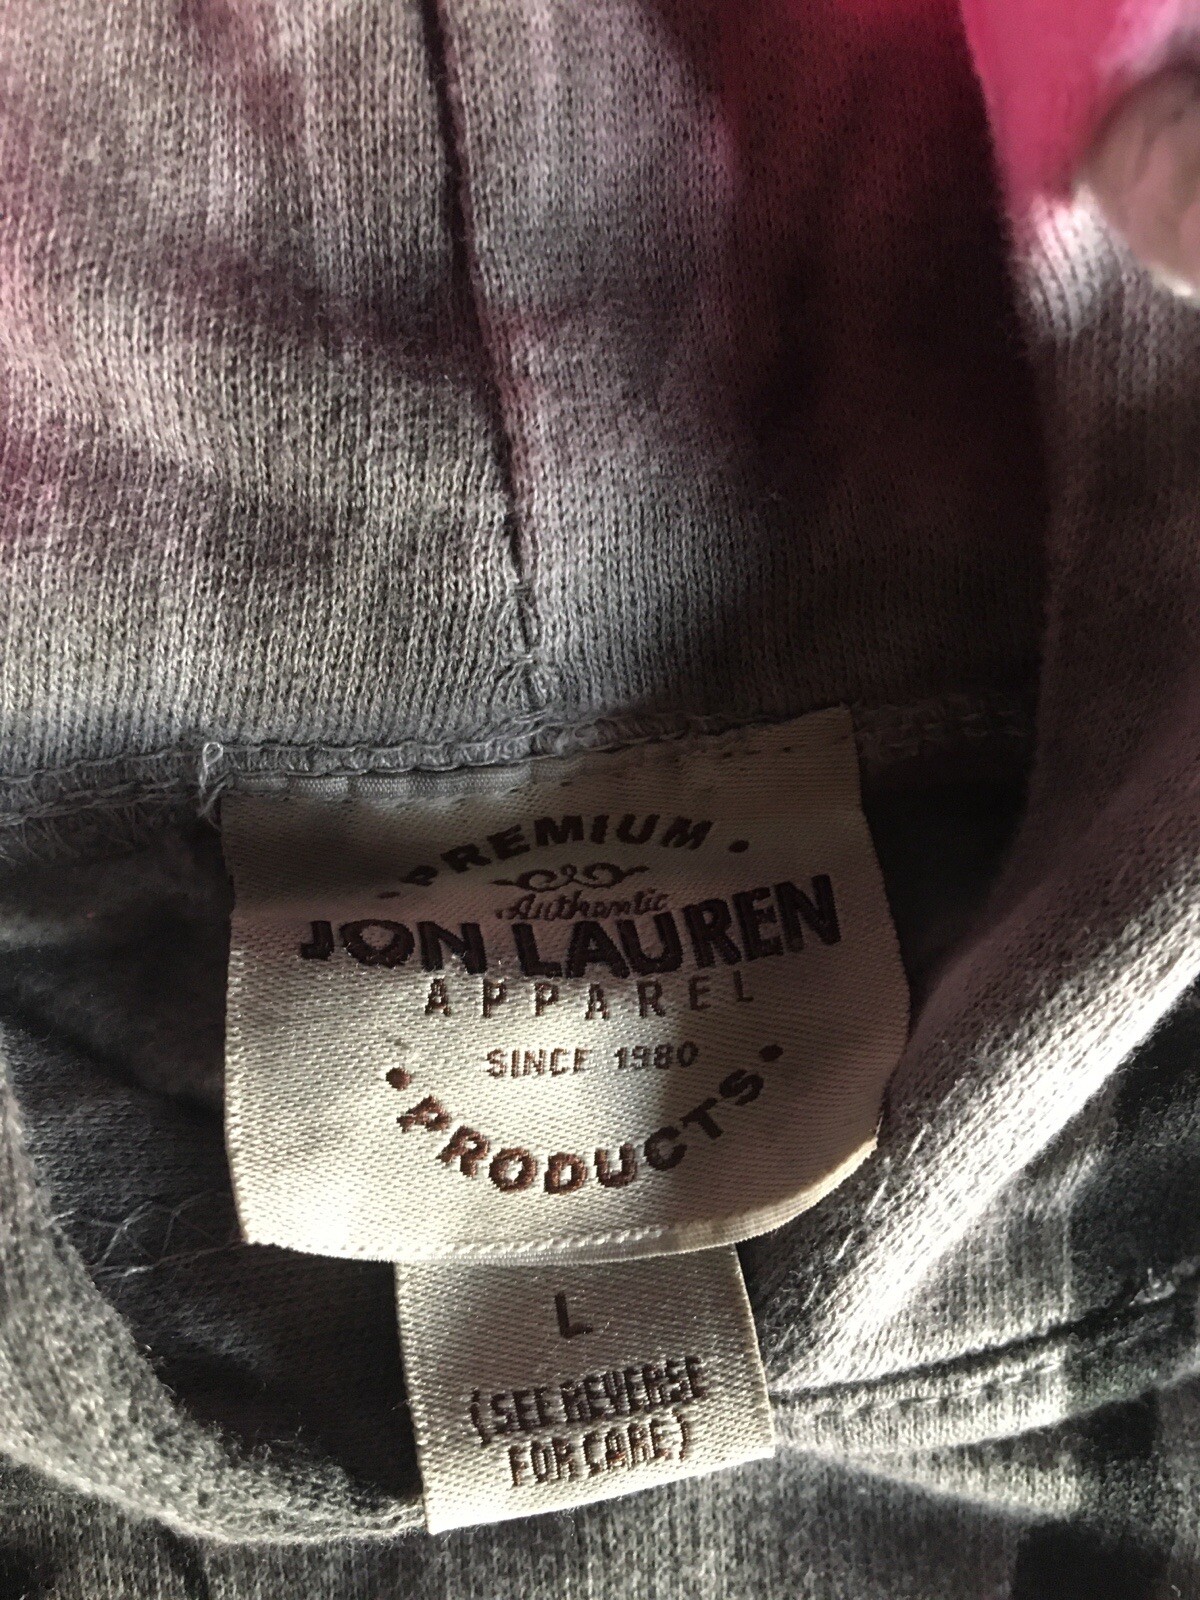 PREMIUM
Authentic
JON LAUREN
APPAREL
SINCE 1980
PRODUCTS
L
(SEE REVERSE
FOR CARE)